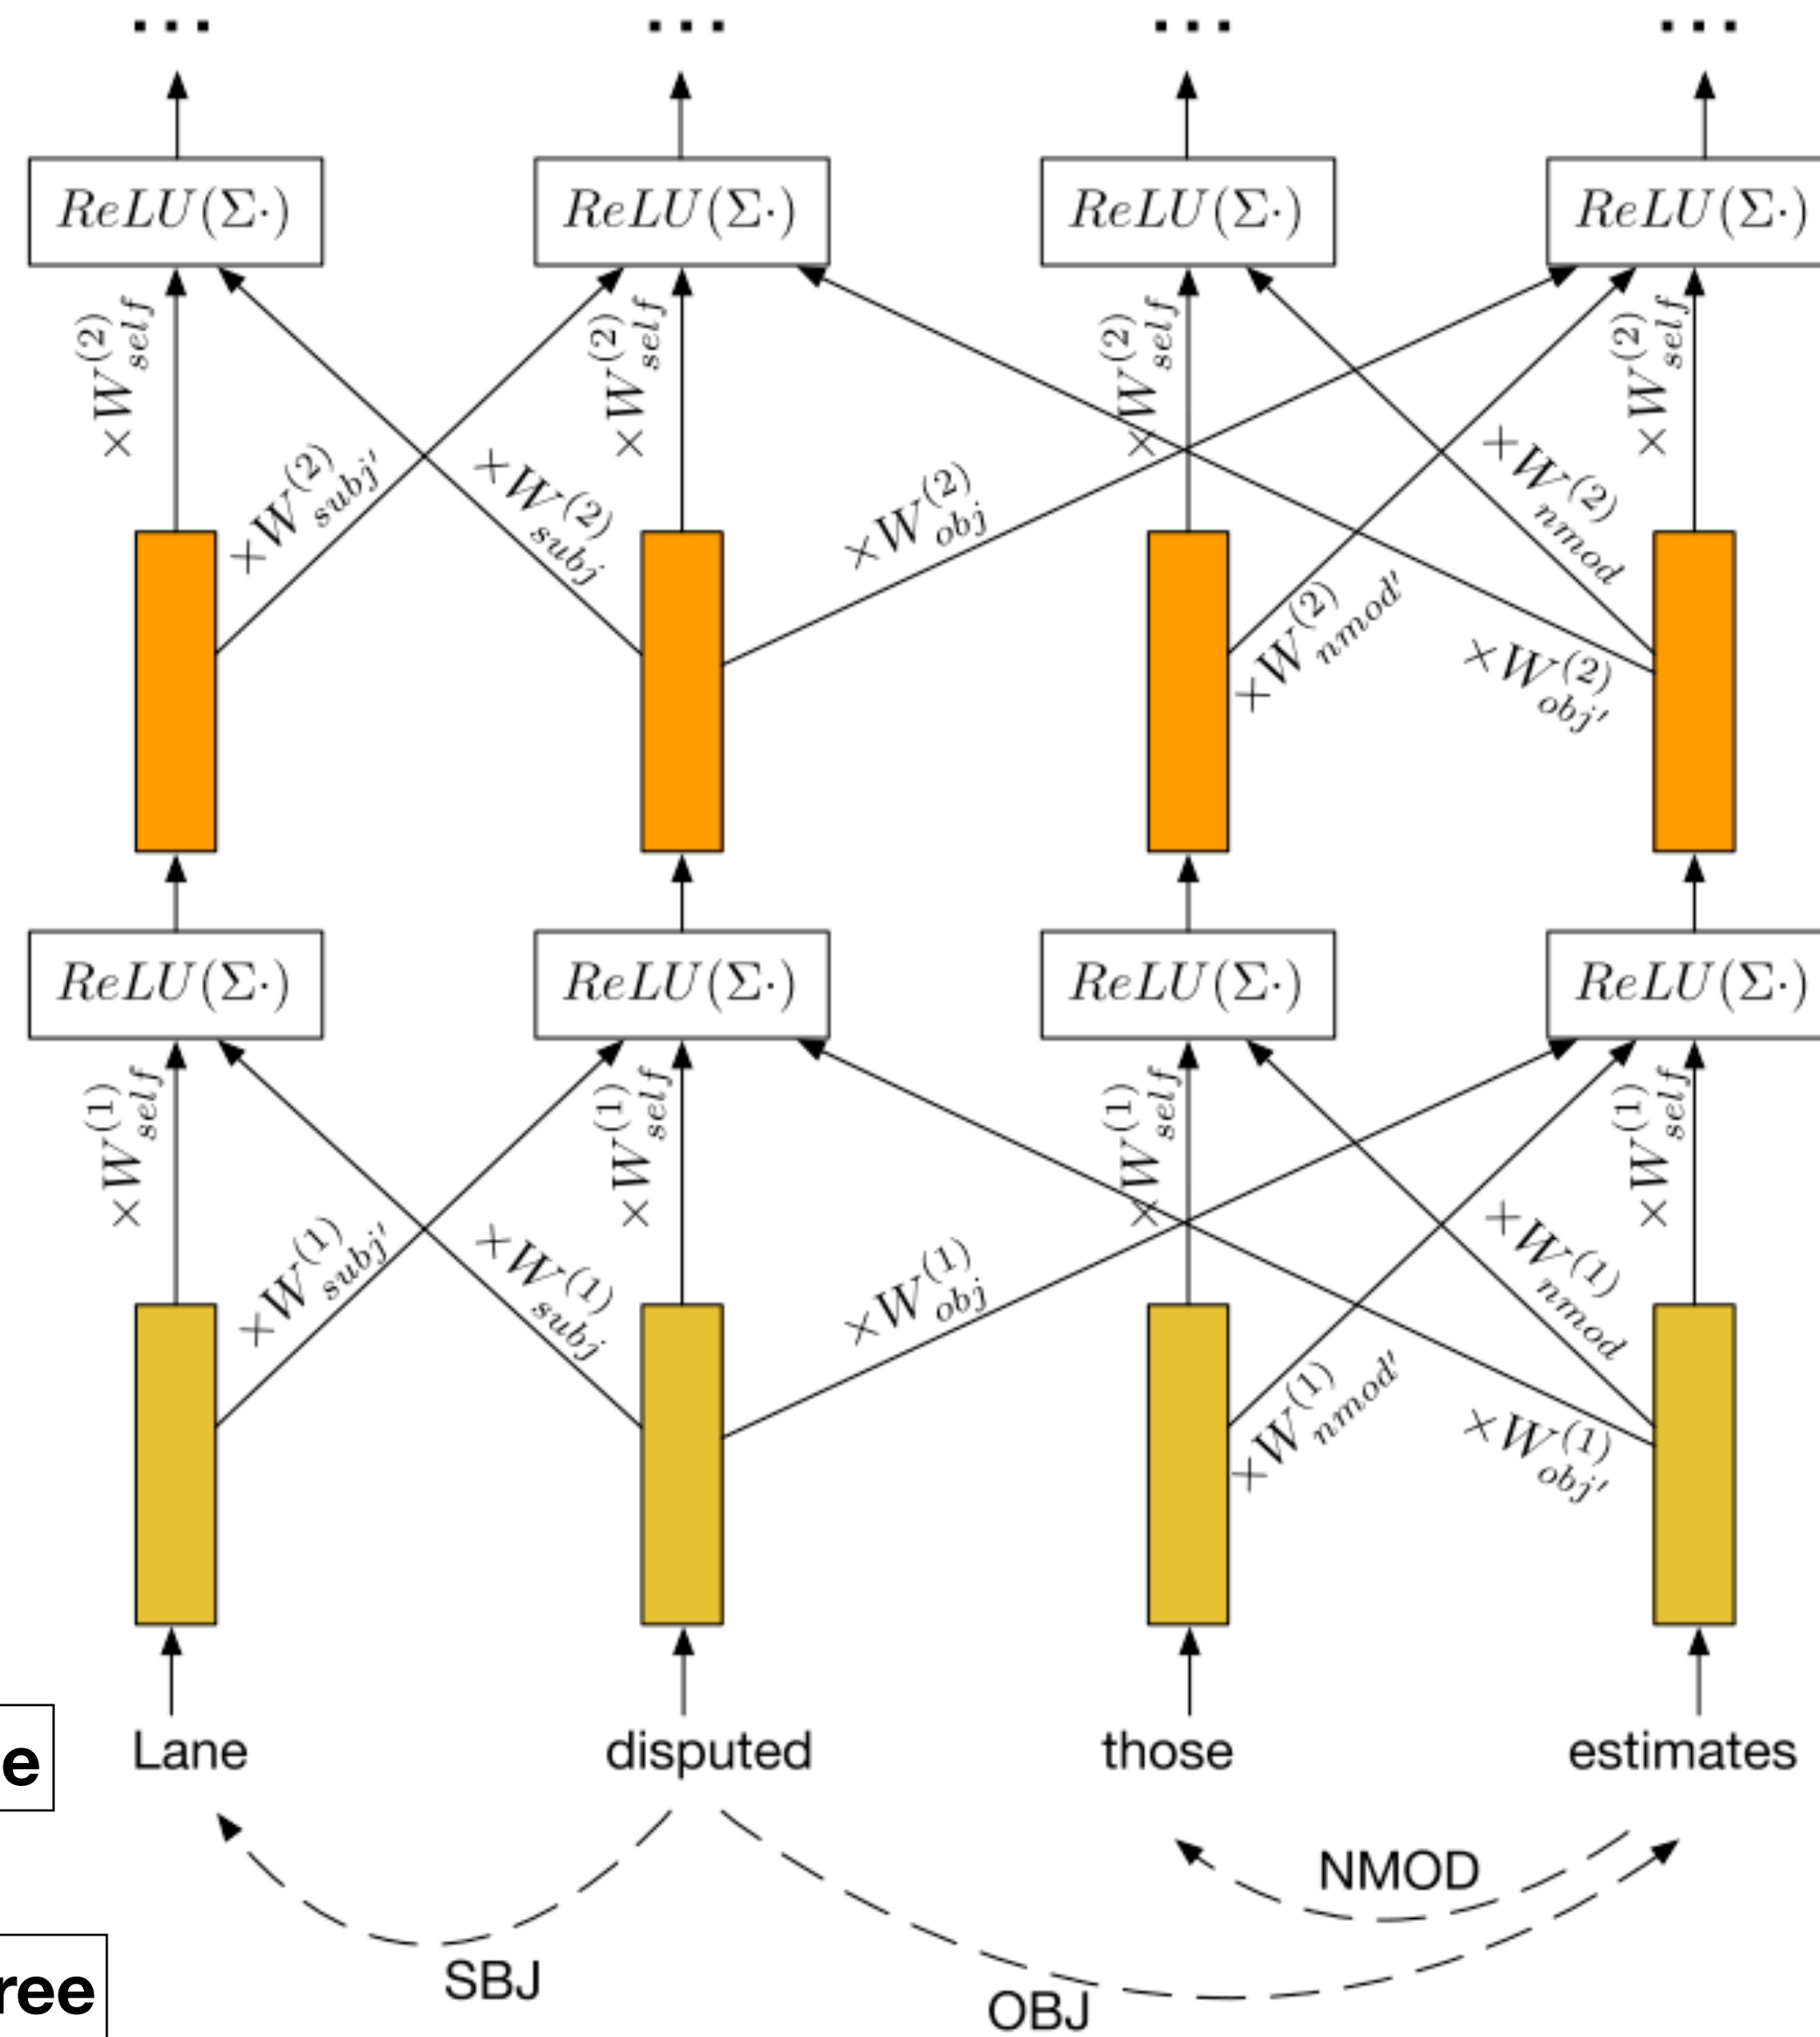 ... ... ... ...
ReLU(Σ·) ReLU(Σ·) ReLU(Σ·) ReLU(Σ·)
×W^{(2)}_{self} ×W^{(2)}_{self} ×W^{(2)}_{self} ×W^{(2)}_{self}
×W^{(2)}_{subj'} ×W^{(2)}_{subj} ×W^{(2)}_{obj} ×W^{(2)}_{nmod}
×W^{(2)}_{nmod'} ×W^{(2)}_{obj'}
ReLU(Σ·) ReLU(Σ·) ReLU(Σ·) ReLU(Σ·)
×W^{(1)}_{self} ×W^{(1)}_{self} ×W^{(1)}_{self} ×W^{(1)}_{self}
×W^{(1)}_{subj'} ×W^{(1)}_{subj} ×W^{(1)}_{obj} ×W^{(1)}_{nmod}
×W^{(1)}_{nmod'} ×W^{(1)}_{obj'}
e Lane disputed those estimates
NMOD
SBJ
ree
OBJ